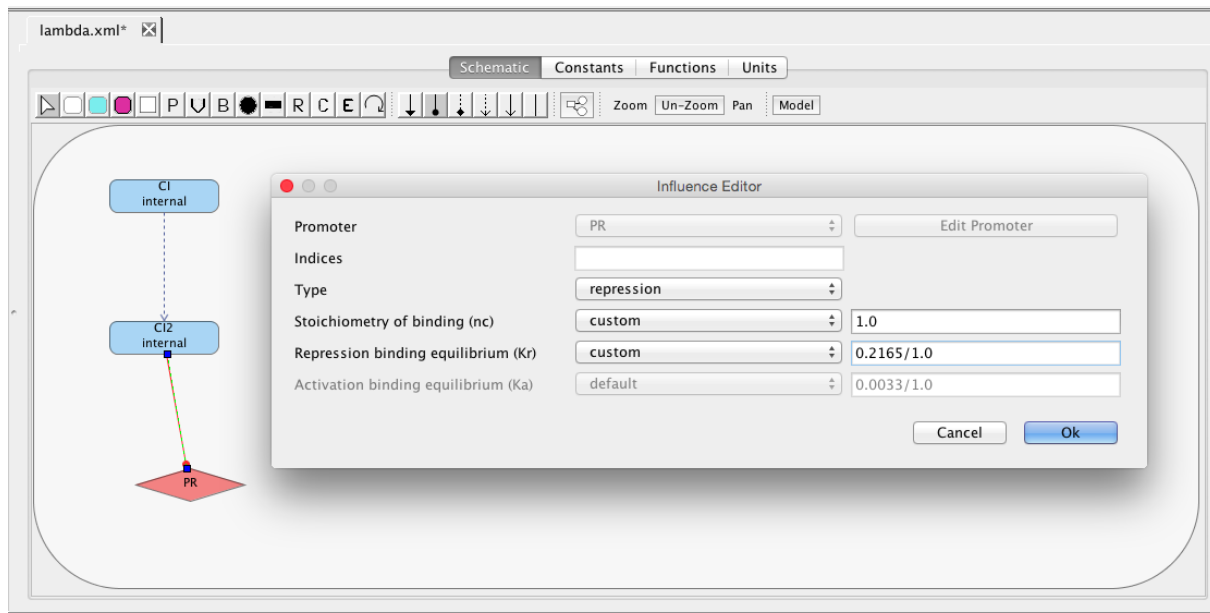 lambda.xml*
Schematic Constants Functions Units
P V B R C E Zoom Un-Zoom Pan Model
CI
internal
CI2
internal
PR
Influence Editor
Promoter PR Edit Promoter
Indices
Type repression
Stoichiometry of binding (nc) custom 1.0
Repression binding equilibrium (Kr) custom 0.2165/1.0
Activation binding equilibrium (Ka) default 0.0033/1.0
Cancel Ok